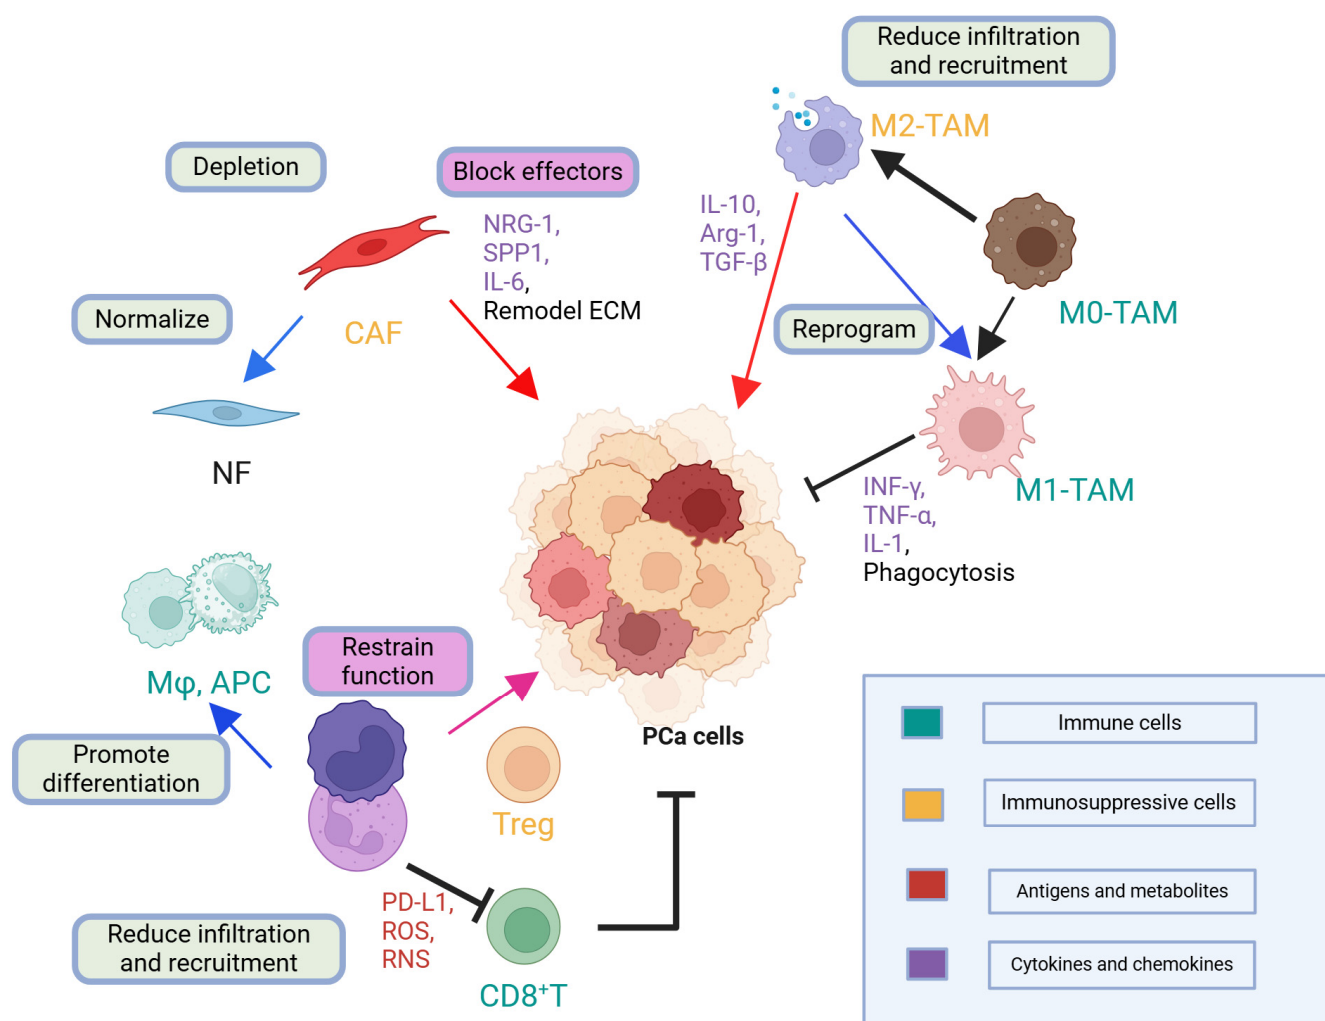 Reduce infiltration
and recruitment
M2-TAM
Depletion
Block effectors
NRG-1,
SPP1,
IL-6,
Remodel ECM
IL-10,
Arg-1,
TGF-β
M0-TAM
Normalize
CAF
Reprogram
NF
M1-TAM
INF-γ,
TNF-α,
IL-1,
Phagocytosis
Mφ, APC
Restrain
function
PCa cells
Promote
differentiation
Treg
PD-L1,
ROS,
RNS
Reduce infiltration
and recruitment
CD8⁺T
Immune cells
Immunosuppressive cells
Antigens and metabolites
Cytokines and chemokines